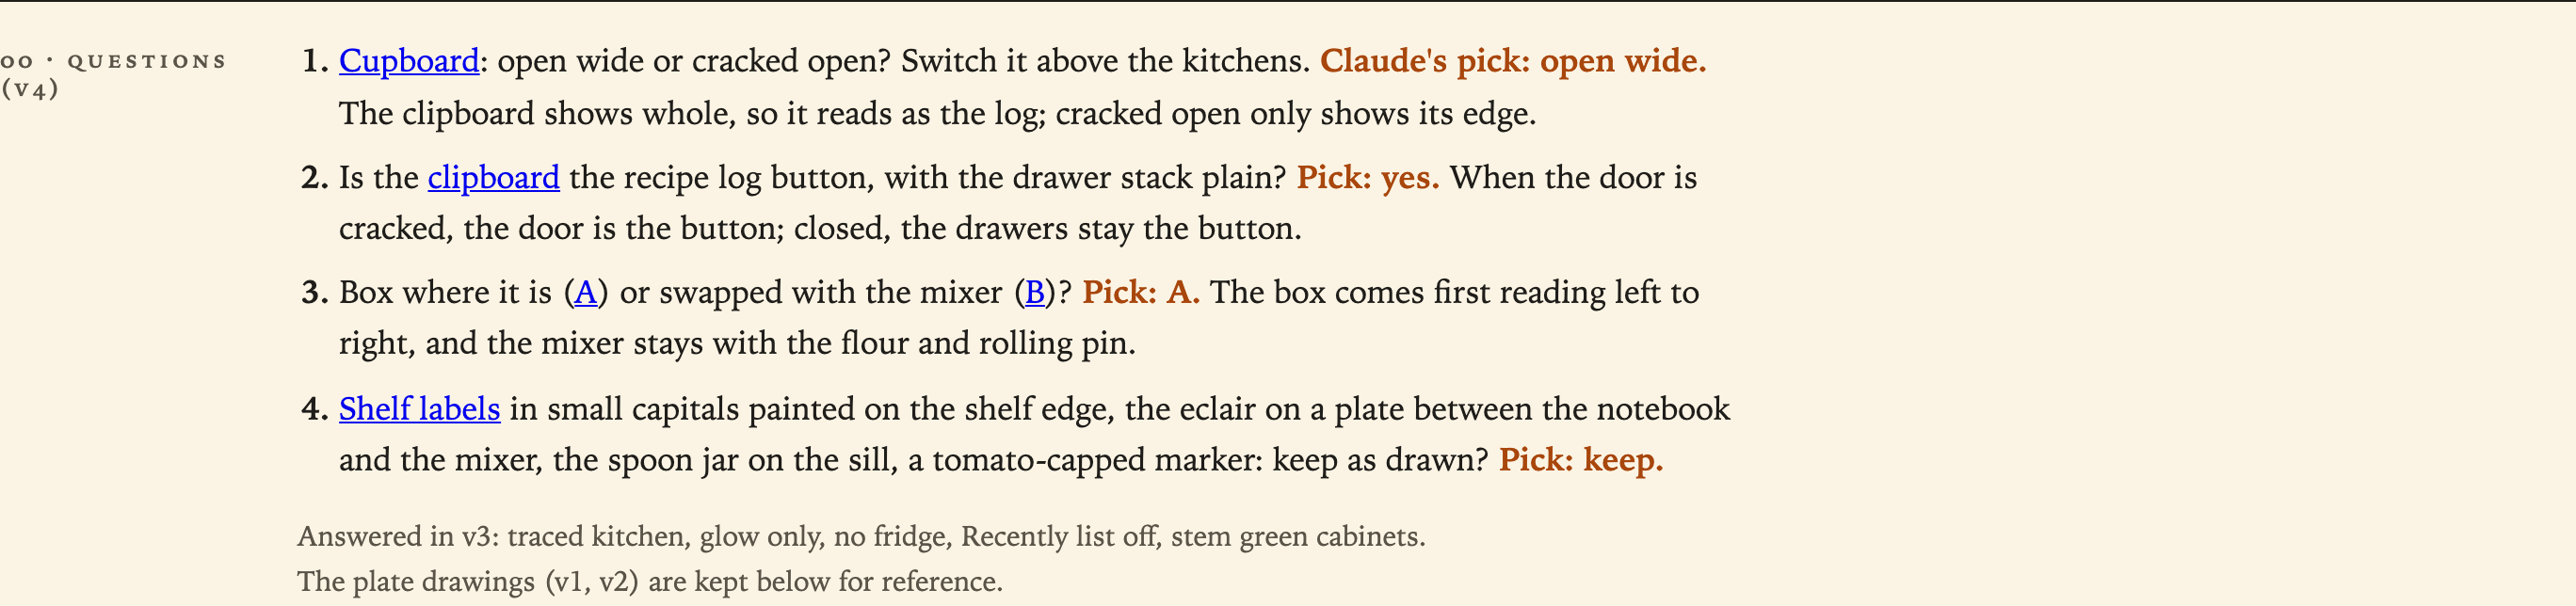 00 · QUESTIONS
(v4)
1. Cupboard: open wide or cracked open? Switch it above the kitchens. Claude's pick: open wide.
The clipboard shows whole, so it reads as the log; cracked open only shows its edge.
2. Is the clipboard the recipe log button, with the drawer stack plain? Pick: yes. When the door is
cracked, the door is the button; closed, the drawers stay the button.
3. Box where it is (A) or swapped with the mixer (B)? Pick: A. The box comes first reading left to
right, and the mixer stays with the flour and rolling pin.
4. Shelf labels in small capitals painted on the shelf edge, the eclair on a plate between the notebook
and the mixer, the spoon jar on the sill, a tomato-capped marker: keep as drawn? Pick: keep.
Answered in v3: traced kitchen, glow only, no fridge, Recently list off, stem green cabinets.
The plate drawings (v1, v2) are kept below for reference.